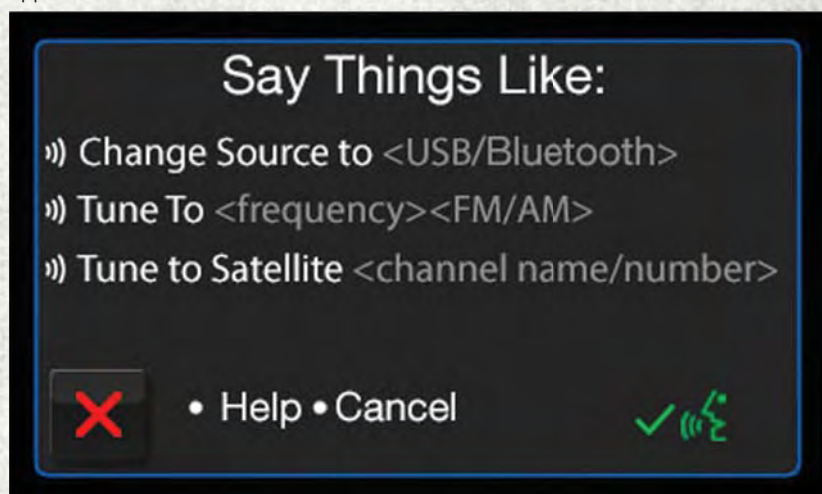 Say Things Like:
Change Source to <USB/Bluetooth>
Tune To <frequency><FM/AM>
Tune to Satellite <channel name/number>
• Help • Cancel